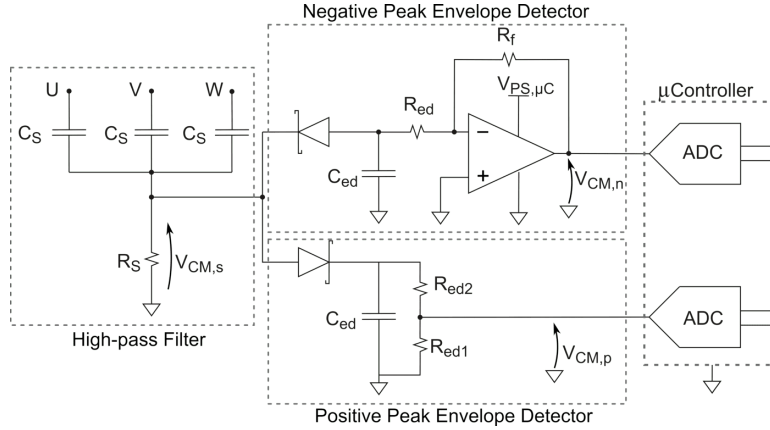 Negative Peak Envelope Detector
R_f
U V W
V_PS,μC
μController
R_ed
C_S C_S C_S
−
ADC
C_ed
+
V_CM,n
R_S
V_CM,s
R_ed2
C_ed
ADC
High-pass Filter
R_ed1
V_CM,p
Positive Peak Envelope Detector